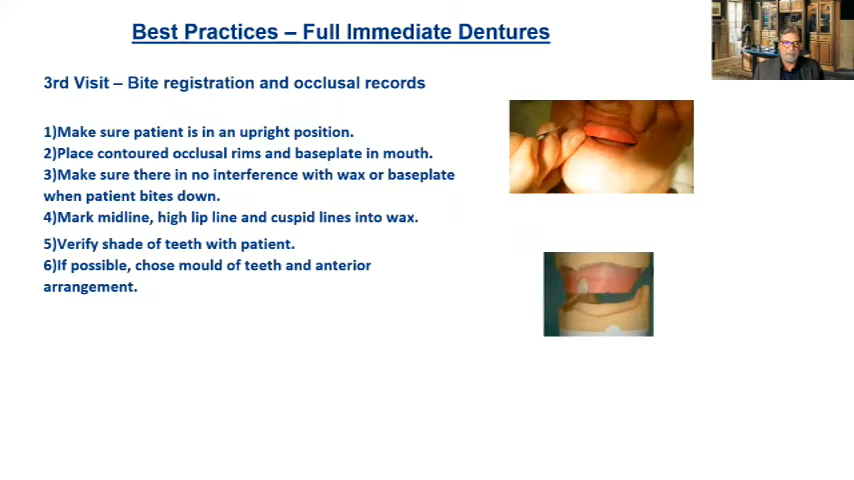 Best Practices – Full Immediate Dentures
3rd Visit – Bite registration and occlusal records
1)Make sure patient is in an upright position.
2)Place contoured occlusal rims and baseplate in mouth.
3)Make sure there in no interference with wax or baseplate
when patient bites down.
4)Mark midline, high lip line and cuspid lines into wax.
5)Verify shade of teeth with patient.
6)If possible, chose mould of teeth and anterior
arrangement.